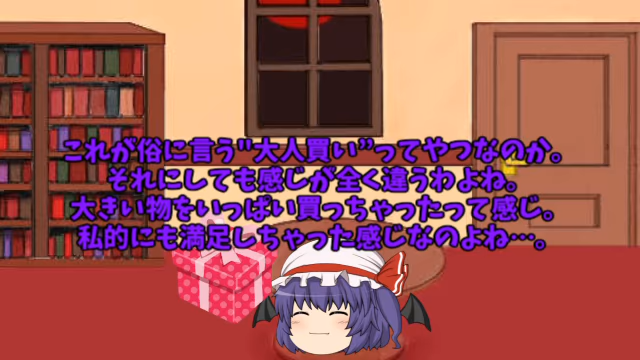 これが俗に言う"大人買い"ってやつなのか。
それにしても感じが全く違うわよね。
大きい物をいっぱい買っちゃったって感じ。
私的にも満足しちゃった感じなのよね…。